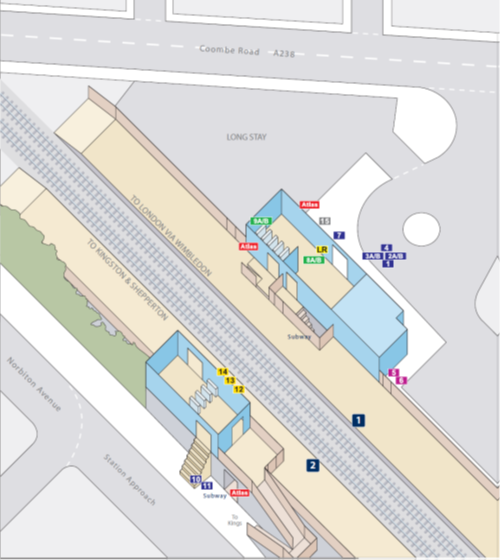 Coombe Road A238
LONG STAY
Atlas
9A/B
15
7
LR
Atlas
8A/B
4
3A/B 2A/B
1
TO LONDON VIA WIMBLEDON
TO KINGSTON & SHEPPERTON
Subway
5
6
14
13
12
1
Norbiton Avenue
2
Station Approach
10
11
Subway
Atlas
To
Kings